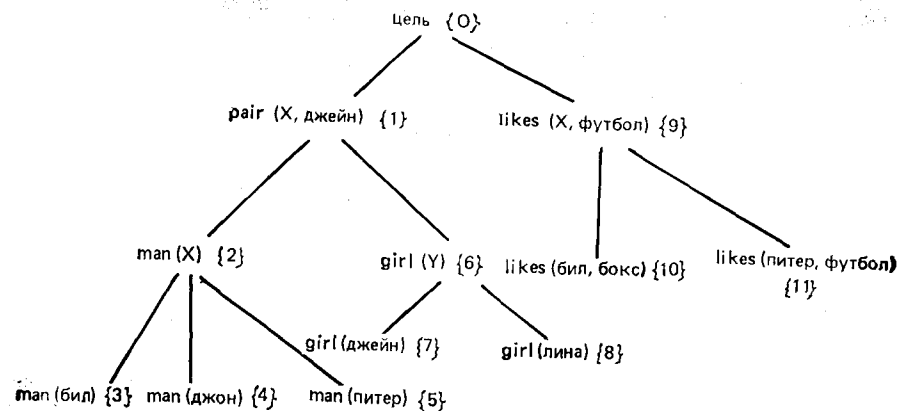 цель {0}
pair (X, джейн) {1}
likes (X, футбол) {9}
man (X) {2}
girl (Y) {6}
likes (бил, бокс) {10}
likes (питер, футбол)
{11}
girl (джейн) {7}
girl (лина) {8}
man (бил) {3}
man (джон) {4}
man (питер) {5}